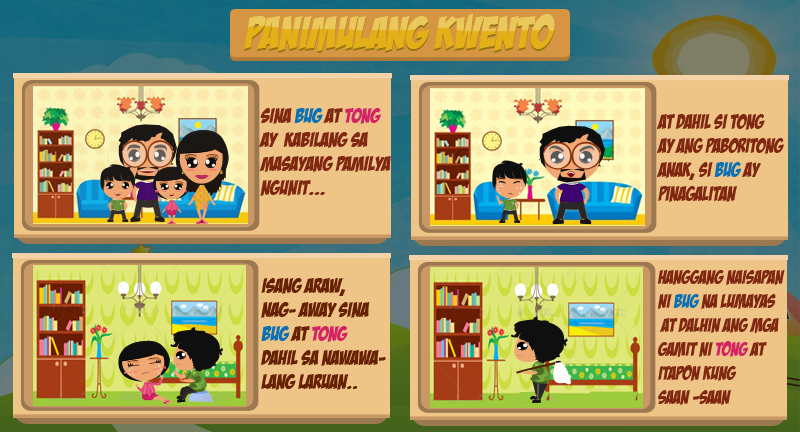 PANIMULANG KWENTO
SINA BUG AT TONG
AY KABILANG SA
MASAYANG PAMILYA
NGUNIT...
AT DAHIL SI TONG
AY ANG PABORITONG
ANAK, SI BUG AY
PINAGALITAN
ISANG ARAW,
NAG- AWAY SINA
BUG AT TONG
DAHIL SA NAWAWA-
LANG LARUAN..
HANGGANG NAISAPAN
NI BUG NA LUMAYAS
AT DALHIN ANG MGA
GAMIT NI TONG AT
ITAPON KUNG
SAAN -SAAN